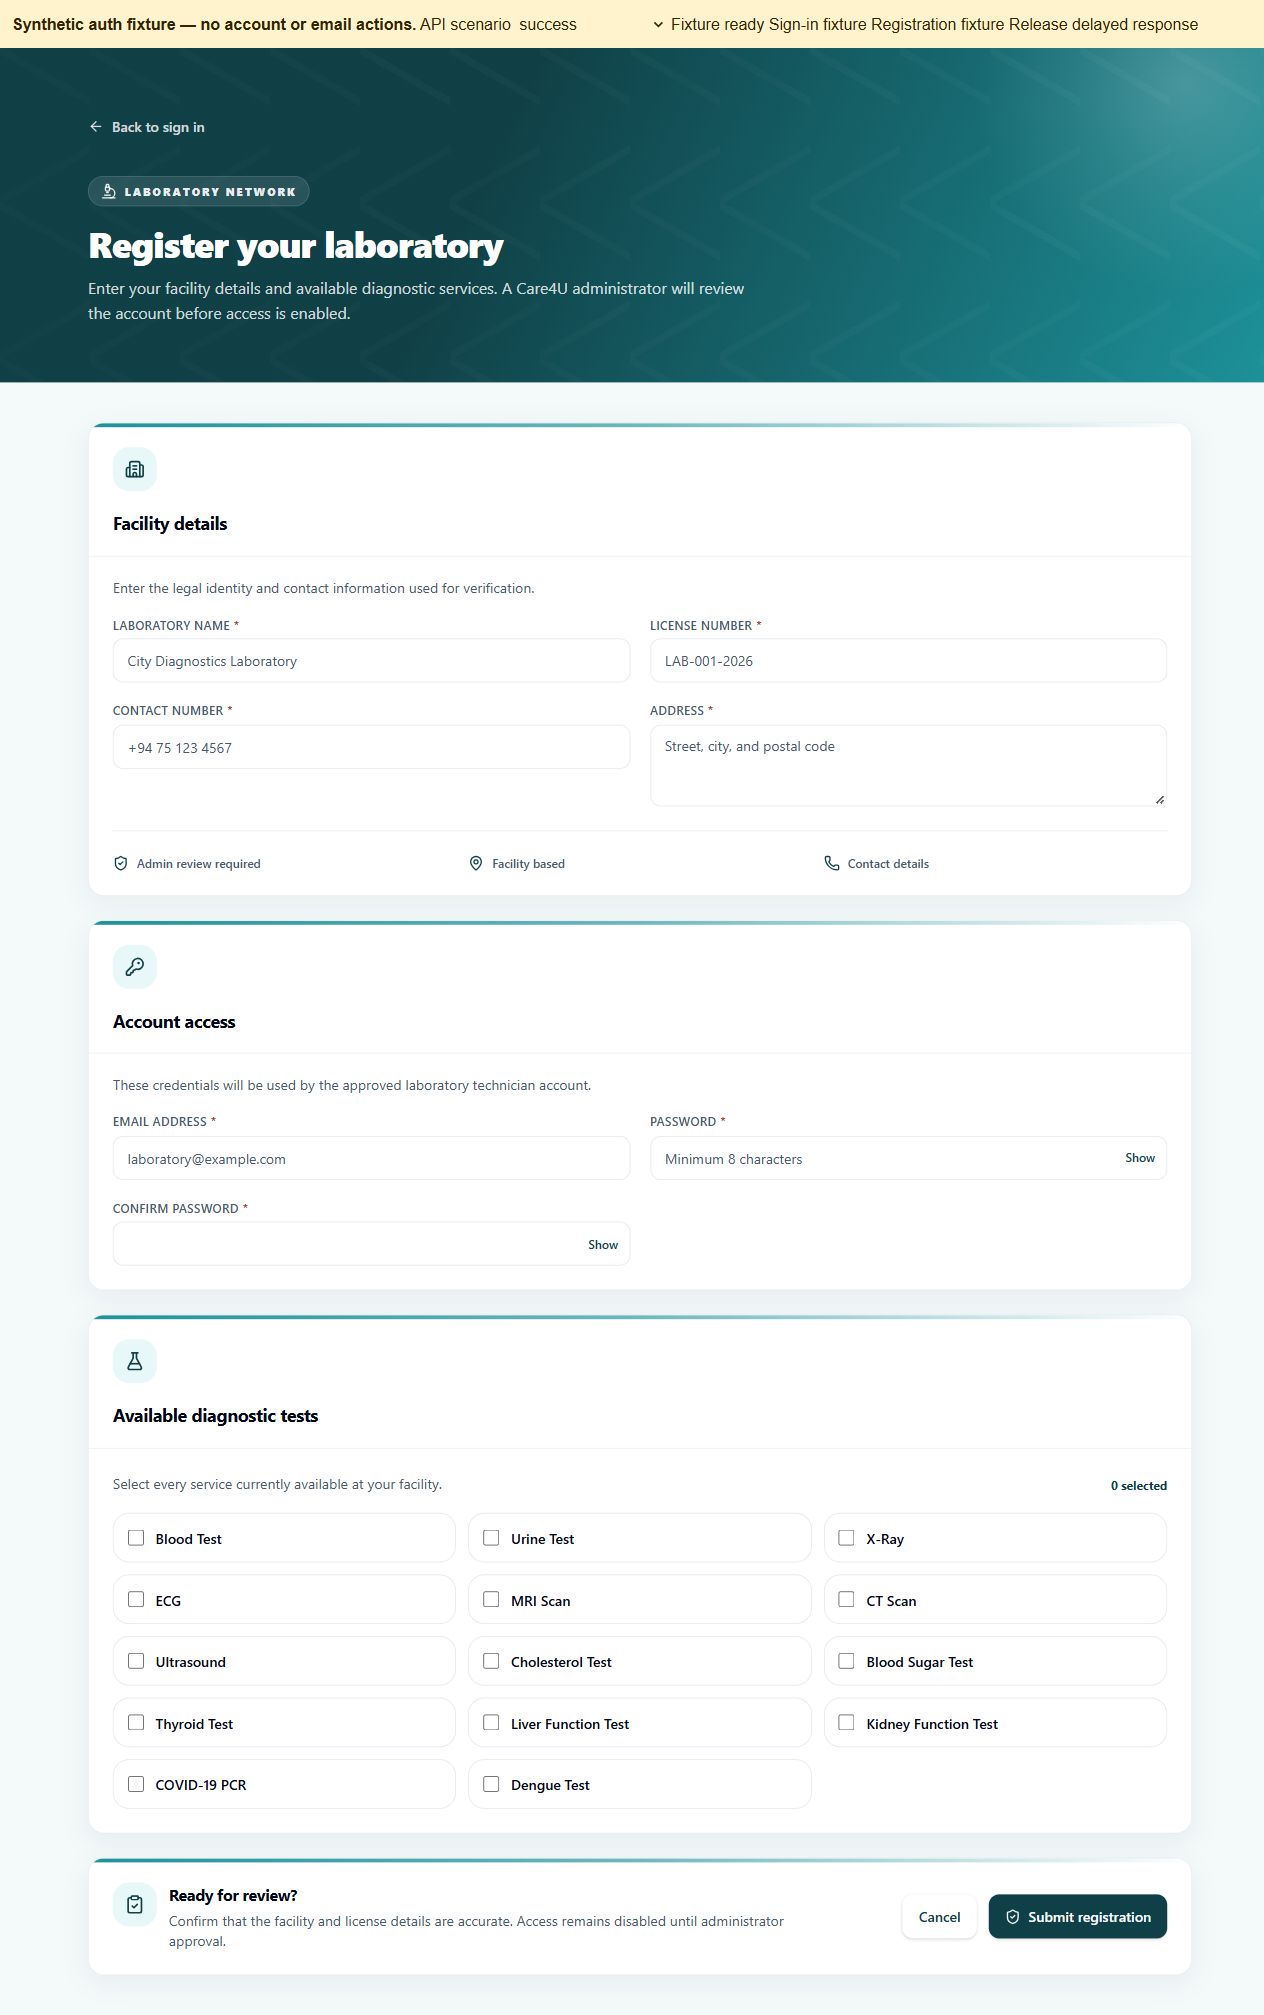 Synthetic auth fixture — no account or email actions. API scenario success Fixture ready Sign-in fixture Registration fixture Release delayed response
Back to sign in
LABORATORY NETWORK
Register your laboratory
Enter your facility details and available diagnostic services. A Care4U administrator will review
the account before access is enabled.
Facility details
Enter the legal identity and contact information used for verification.
LABORATORY NAME * LICENSE NUMBER *
City Diagnostics Laboratory LAB-001-2026
CONTACT NUMBER * ADDRESS *
+94 75 123 4567 Street, city, and postal code
Admin review required Facility based Contact details
Account access
These credentials will be used by the approved laboratory technician account.
EMAIL ADDRESS * PASSWORD *
laboratory@example.com Minimum 8 characters Show
CONFIRM PASSWORD *
Show
Available diagnostic tests
Select every service currently available at your facility. 0 selected
Blood Test Urine Test X-Ray
ECG MRI Scan CT Scan
Ultrasound Cholesterol Test Blood Sugar Test
Thyroid Test Liver Function Test Kidney Function Test
COVID-19 PCR Dengue Test
Ready for review?
Confirm that the facility and license details are accurate. Access remains disabled until administrator
approval.
Cancel Submit registration